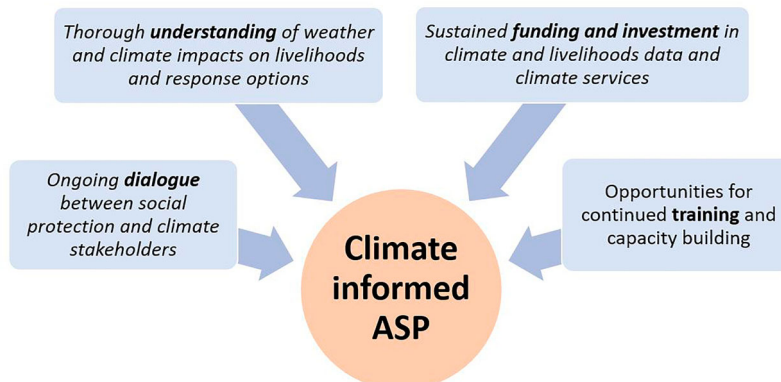 Thorough understanding of weather
and climate impacts on livelihoods
and response options
Sustained funding and investment in
climate and livelihoods data and
climate services
Ongoing dialogue
between social
protection and climate
stakeholders
Opportunities for
continued training and
capacity building
Climate
informed
ASP